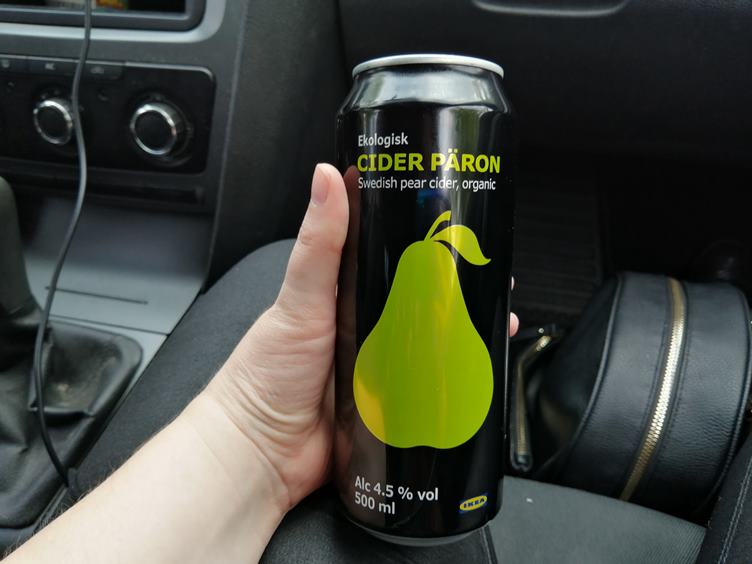 Ekologisk
CIDER PÄRON
Swedish pear cider, organic
Alc 4.5 % vol
500 ml
IKEA